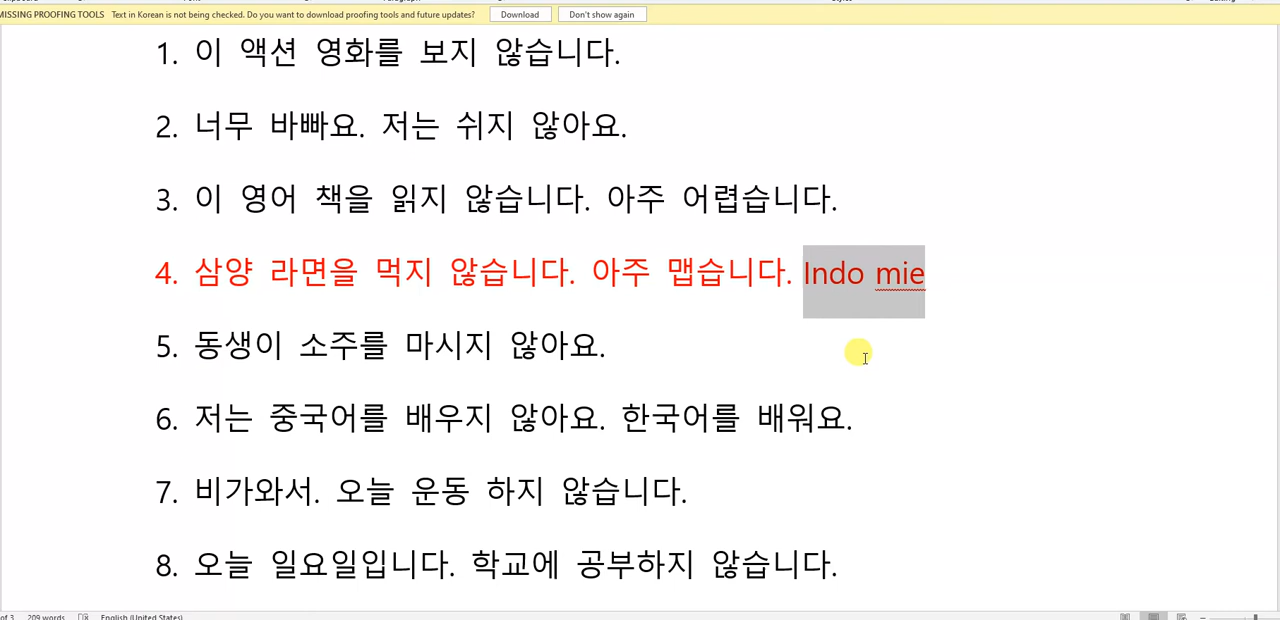 MISSING PROOFING TOOLS Text in Korean is not being checked. Do you want to download proofing tools and future updates? Download Don't show again
1. 이 액션 영화를 보지 않습니다.
2. 너무 바빠요. 저는 쉬지 않아요.
3. 이 영어 책을 읽지 않습니다. 아주 어렵습니다.
4. 삼양 라면을 먹지 않습니다. 아주 맵습니다. Indo mie
5. 동생이 소주를 마시지 않아요.
6. 저는 중국어를 배우지 않아요. 한국어를 배워요.
7. 비가와서. 오늘 운동 하지 않습니다.
8. 오늘 일요일입니다. 학교에 공부하지 않습니다.
of 3 209 words English (United States)